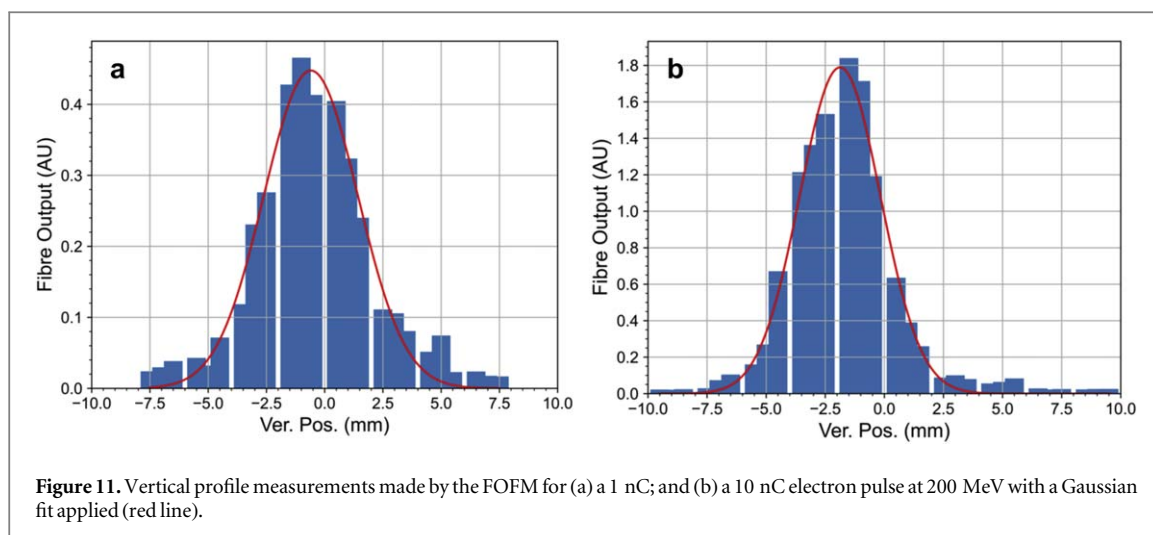 a
b
0.4
0.3
0.2
0.1
0.0
Fibre Output (AU)
−10.0 −7.5 −5.0 −2.5 0.0 2.5 5.0 7.5 10.0
Ver. Pos. (mm)
1.8
1.6
1.4
1.2
1.0
0.8
0.6
0.4
0.2
0.0
Fibre Output (AU)
−10.0 −7.5 −5.0 −2.5 0.0 2.5 5.0 7.5 10.0
Ver. Pos. (mm)
Figure 11. Vertical profile measurements made by the FOFM for (a) a 1 nC; and (b) a 10 nC electron pulse at 200 MeV with a Gaussian
fit applied (red line).